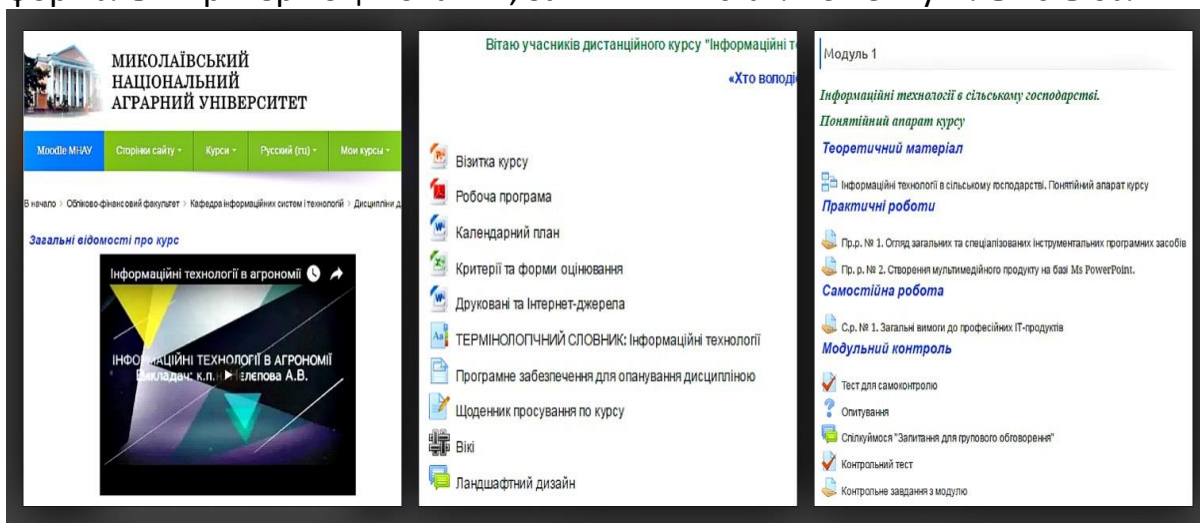 МИКОЛАЇВСЬКИЙ
НАЦІОНАЛЬНИЙ
АГРАРНИЙ УНІВЕРСИТЕТ
Moodle МНАУ Сторінки сайту Курси Русский (ru) Мои курсы
В начало > Обліково-фінансовий факультет > Кафедра інформаційних систем і технологій > Дисципліни д
Загальні відомості про курс
Інформаційні технології в агрономії
ІНФОРМАЦІЙНІ ТЕХНОЛОГІЇ В АГРОНОМІЇ
Викладач: к.п.н. Нелєпова А.В.
Вітаю учасників дистанційного курсу "Інформаційні т
«Хто володіє
Візитка курсу
Робоча програма
Календарний план
Критерії та форми оцінювання
Друковані та Інтернет-джерела
ТЕРМІНОЛОГІЧНИЙ СЛОВНИК: Інформаційні технології
Програмне забезпечення для опанування дисципліною
Щоденник просування по курсу
Вікі
Ландшафтний дизайн
Модуль 1
Інформаційні технології в сільському господарстві.
Понятійний апарат курсу
Теоретичний матеріал
Інформаційні технології в сільському господарстві. Понятійний апарат курсу
Практичні роботи
Пр.р. № 1. Огляд загальних та спеціалізованих інструментальних програмних засобів
Пр. р. № 2. Створення мультимедійного продукту на базі Ms PowerPoint.
Самостійна робота
С.р. № 1. Загальні вимоги до професійних ІТ-продуктів
Модульний контроль
Тест для самоконтролю
Опитування
Спілкуймося "Запитання для групового обговорення"
Контрольний тест
Контрольне завдання з модулю